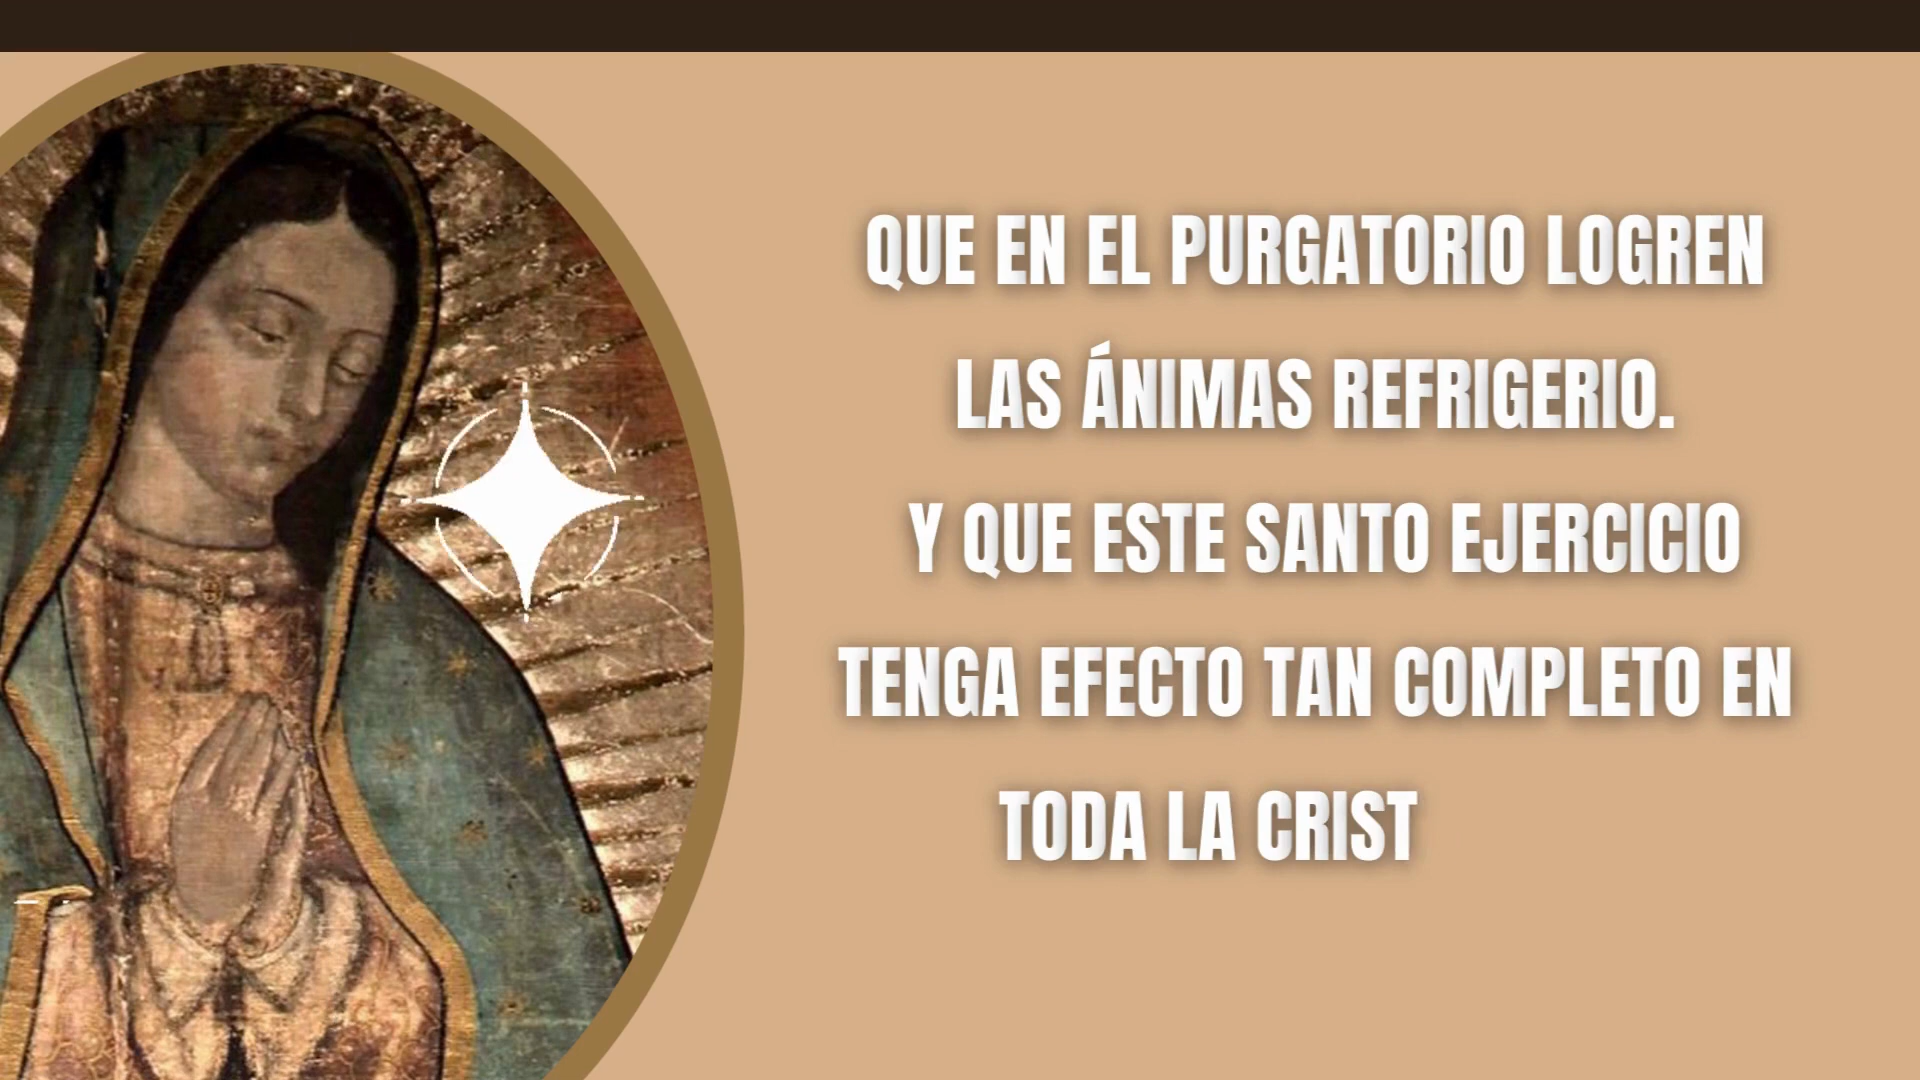 QUE EN EL PURGATORIO LOGREN
LAS ÁNIMAS REFRIGERIO.
Y QUE ESTE SANTO EJERCICIO
TENGA EFECTO TAN COMPLETO EN
TODA LA CRIST